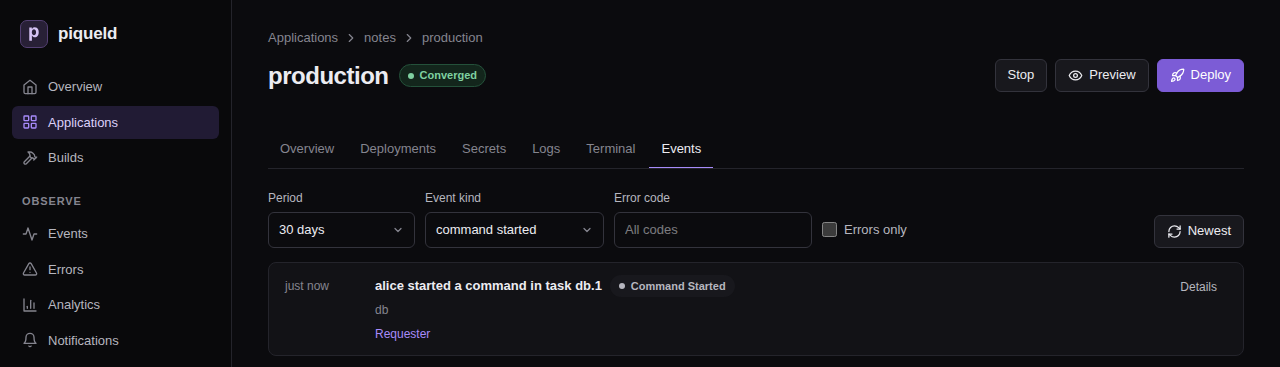 p piqueld
Overview
Applications
Builds
OBSERVE
Events
Errors
Analytics
Notifications
Applications notes production
production Converged
Stop Preview Deploy
Overview Deployments Secrets Logs Terminal Events
Period Event kind Error code
30 days command started All codes Errors only Newest
just now alice started a command in task db.1 Command Started Details
db
Requester